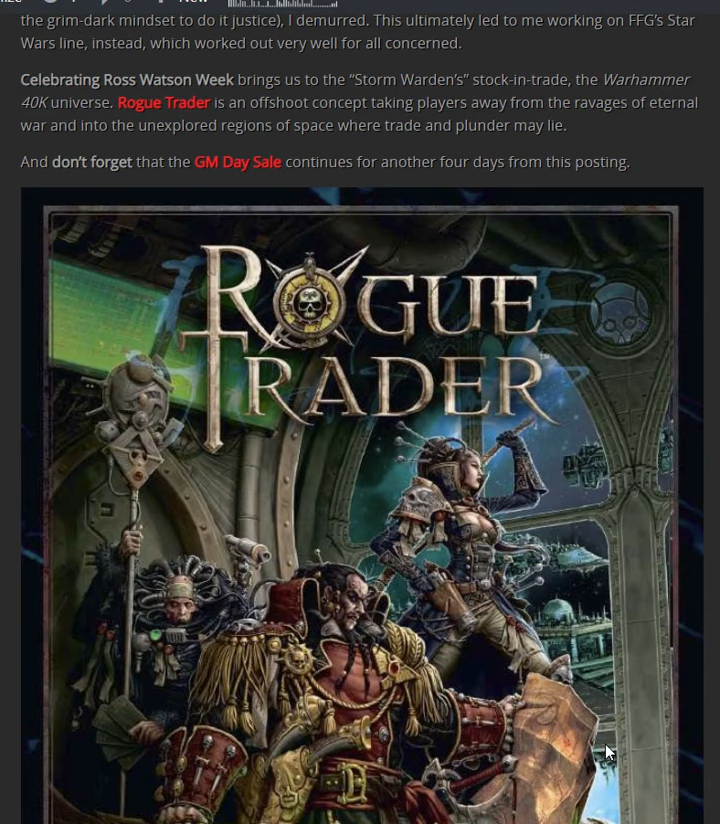 New
the grim-dark mindset to do it justice), I demurred. This ultimately led to me working on FFG’s Star
Wars line, instead, which worked out very well for all concerned.
Celebrating Ross Watson Week brings us to the “Storm Warden’s” stock-in-trade, the Warhammer
40K universe. Rogue Trader is an offshoot concept taking players away from the ravages of eternal
war and into the unexplored regions of space where trade and plunder may lie.
And don’t forget that the GM Day Sale continues for another four days from this posting.
ROGUE
TRADER™